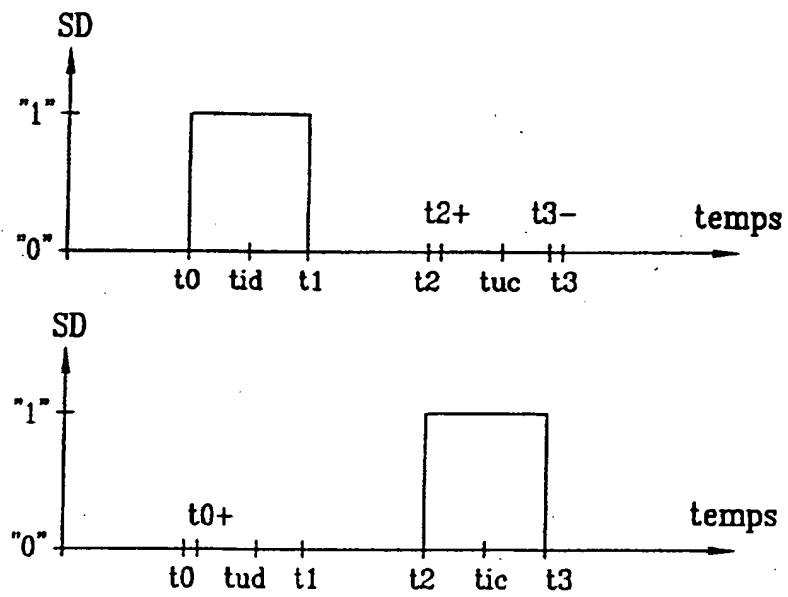 SD
"1"
t2+ t3- temps
"0"
t0 tid t1 t2 tuc t3
SD
"1"
t0+ temps
"0"
t0 tud t1 t2 tic t3